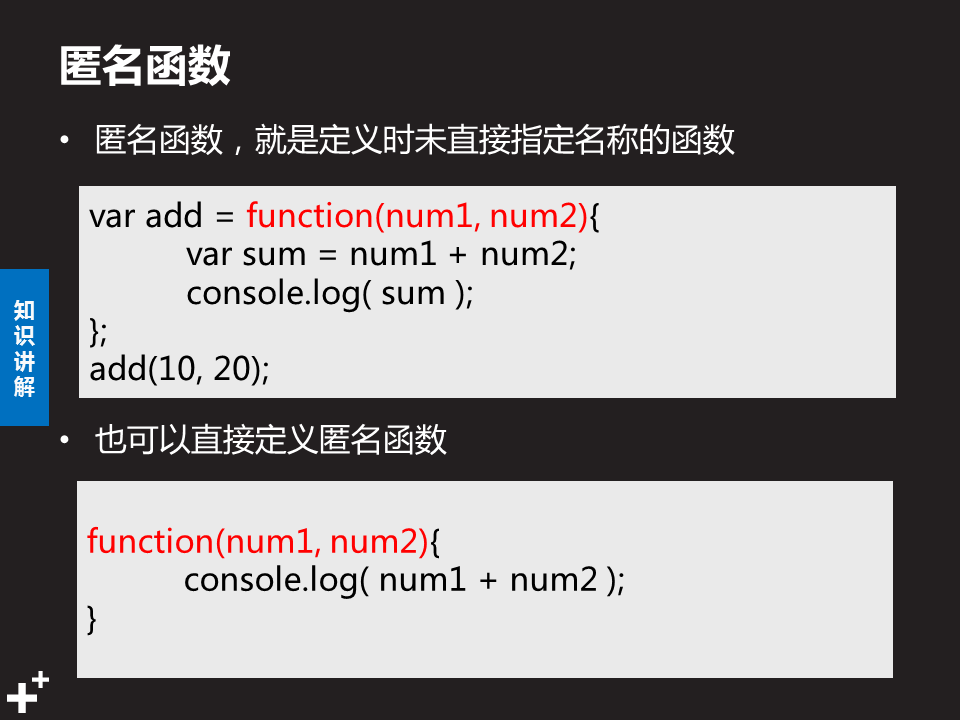 匿名函数
• 匿名函数，就是定义时未直接指定名称的函数
var add = function(num1, num2){
var sum = num1 + num2;
console.log( sum );
};
add(10, 20);
知
识
讲
解
• 也可以直接定义匿名函数
function(num1, num2){
console.log( num1 + num2 );
}